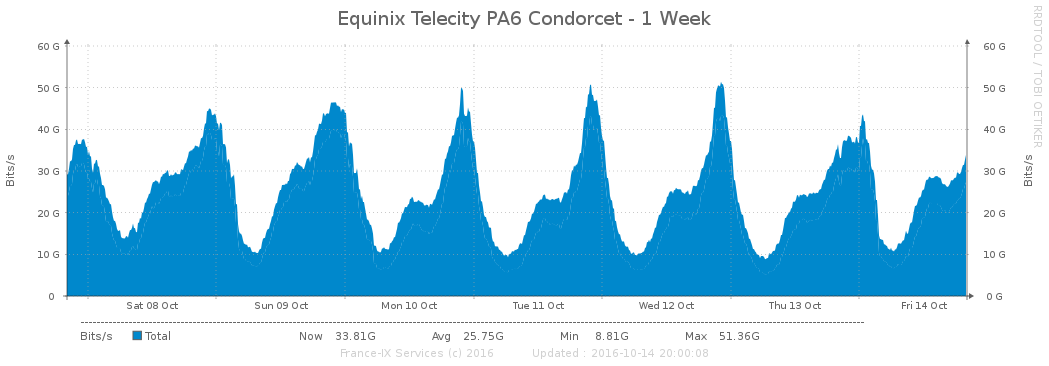 Equinix Telecity PA6 Condorcet - 1 Week
RRDTOOL / TOBI OETIKER
Bits/s
60 G 60 G
50 G 50 G
40 G 40 G
30 G 30 G
20 G 20 G
10 G 10 G
0 0 G
Bits/s
Sat 08 Oct Sun 09 Oct Mon 10 Oct Tue 11 Oct Wed 12 Oct Thu 13 Oct Fri 14 Oct
Bits/s Total Now 33.81G Avg 25.75G Min 8.81G Max 51.36G
France-IX Services (c) 2016 Updated : 2016-10-14 20:00:08